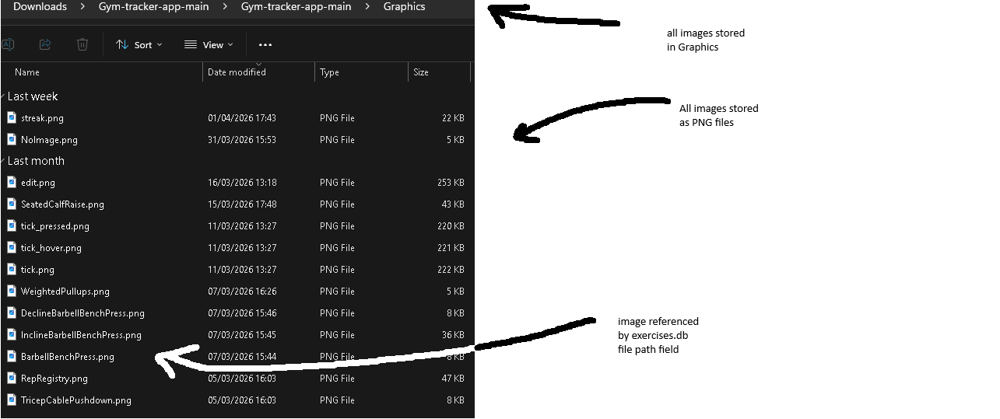 Downloads > Gym-tracker-app-main > Gym-tracker-app-main > Graphics
all images stored
in Graphics
Sort View ...
Name Date modified Type Size
Last week
All images stored
as PNG files
streak.png 01/04/2026 17:43 PNG File 22 KB
NoImage.png 31/03/2026 15:53 PNG File 5 KB
Last month
edit.png 16/03/2026 13:18 PNG File 253 KB
SeatedCalfRaise.png 15/03/2026 17:48 PNG File 43 KB
tick_pressed.png 11/03/2026 13:27 PNG File 220 KB
tick_hover.png 11/03/2026 13:27 PNG File 221 KB
tick.png 11/03/2026 13:27 PNG File 222 KB
WeightedPullups.png 07/03/2026 16:26 PNG File 5 KB
DeclineBarbellBenchPress.png 07/03/2026 15:46 PNG File 8 KB
InclineBarbellBenchPress.png 07/03/2026 15:45 PNG File 36 KB
image referenced
by exercises.db
file path field
BarbellBenchPress.png 07/03/2026 15:44 PNG File KB
RepRegistry.png 05/03/2026 16:03 PNG File 47 KB
TricepCablePushdown.png 05/03/2026 16:03 PNG File 8 KB